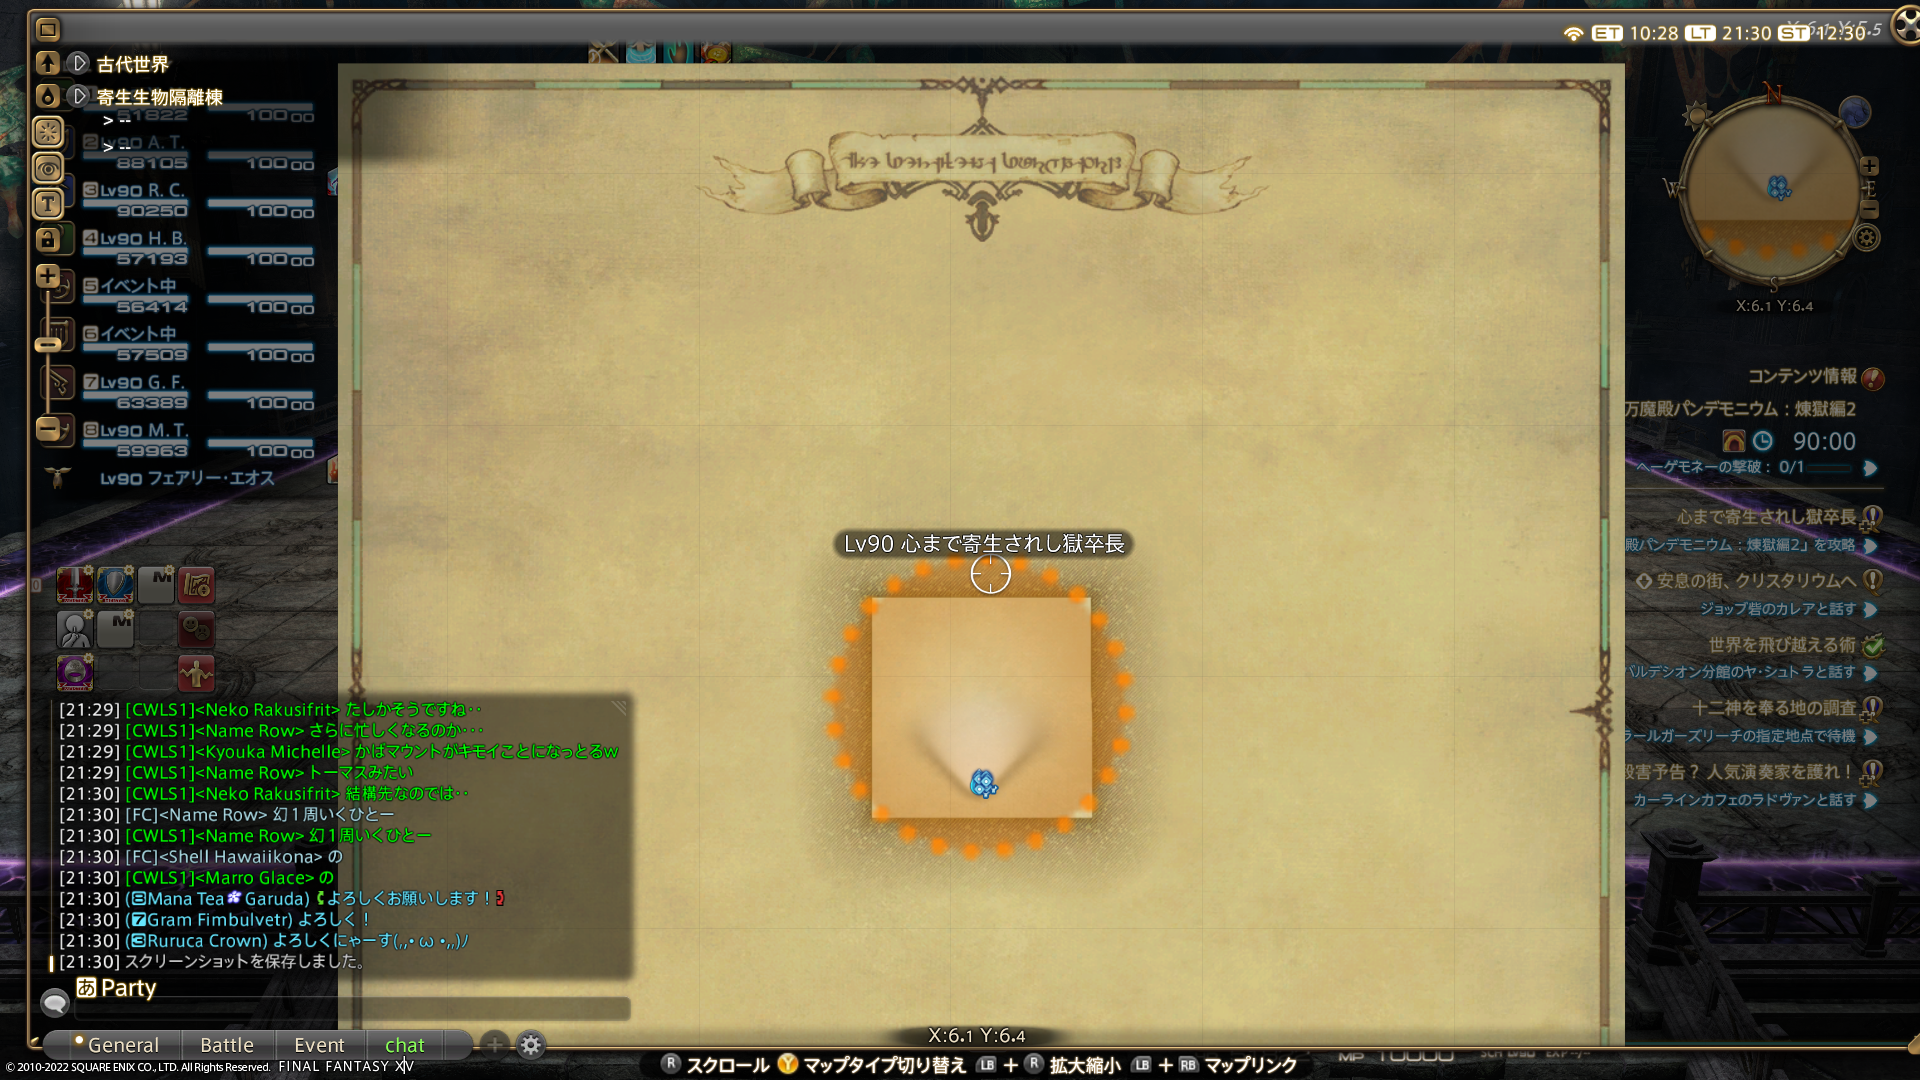 ET 10:28 LT 21:30 ST 12:30
古代世界
寄生生物隔離棟
> --
> --
51822 10000
2 Lv90 A. T.
88105 10000
3 Lv90 R. C.
90250 10000
4 Lv90 H. B.
57193 10000
5 イベント中
56414 10000
6 イベント中
57509 10000
7 Lv90 G. F.
63389 10000
8 Lv90 M. T.
59963 10000
Lv90 フェアリー・エオス
N
W
E
S
X:6.1 Y:6.4
コンテンツ情報
万魔殿パンデモニウム：煉獄編2
90:00
ヘーゲモネーの撃破： 0/1
心まで寄生されし獄卒長
殿パンデモニウム：煉獄編2」を攻略
安息の街、クリスタリウムへ
ジョッブ砦のカレアと話す
世界を飛び越える術
バルデシオン分館のヤ・シュトラと話す
十二神を奉る地の調査
ラールガーズリーチの指定地点で待機
殺害予告？ 人気演奏家を護れ！
カーラインカフェのラドヴァンと話す
Lv90 心まで寄生されし獄卒長
[21:29] [CWLS1]<Neko Rakusifrit> たしかそうですね‥
[21:29] [CWLS1]<Name Row> さらに忙しくなるのか･･･
[21:29] [CWLS1]<Kyouka Michelle> かばマウントがキモイことになっとるw
[21:29] [CWLS1]<Name Row> トーマスみたい
[21:30] [CWLS1]<Neko Rakusifrit> 結構先なのでは‥
[21:30] [FC]<Name Row> 幻１周いくひとー
[21:30] [CWLS1]<Name Row> 幻１周いくひとー
[21:30] [FC]<Shell Hawaiikona> の
[21:30] [CWLS1]<Marro Glace> の
[21:30] (8Mana Tea Garuda) よろしくお願いします！
[21:30] (7Gram Fimbulvetr) よろしく！
[21:30] (3Ruruca Crown) よろしくにゃーす(,,• ω •,,)ﾉ
[21:30] スクリーンショットを保存しました。
あ Party
General Battle Event chat
X:6.1 Y:6.4
R スクロール Y マップタイプ切り替え LB + R 拡大縮小 LB + RB マップリンク
MP 10000
© 2010-2022 SQUARE ENIX CO., LTD. All Rights Reserved. FINAL FANTASY XIV